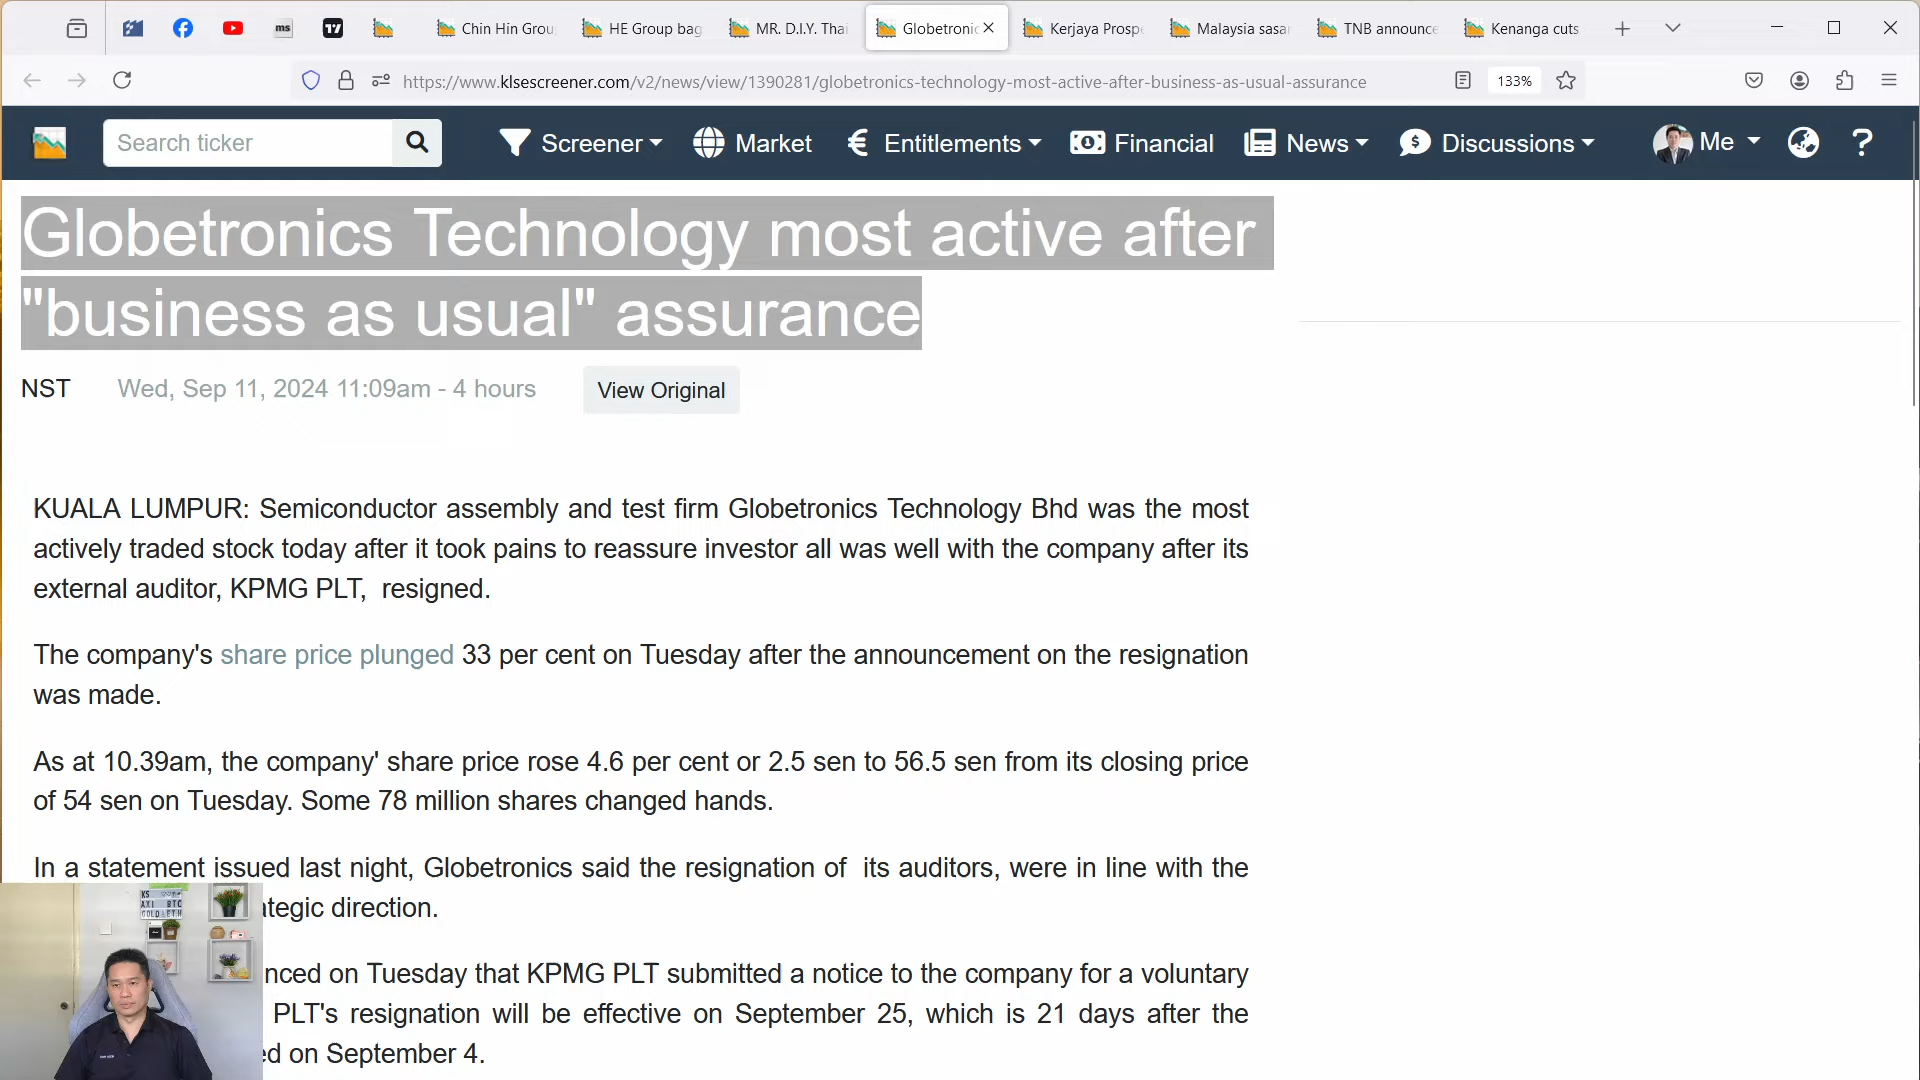 Chin Hin Grou
HE Group bag
MR. D.I.Y. Thai
Globetronic
Kerjaya Prospe
Malaysia sasar
TNB announce
Kenanga cuts
https://www.klsescreener.com/v2/news/view/1390281/globetronics-technology-most-active-after-business-as-usual-assurance
133%
Search ticker
Screener
Market
Entitlements
Financial
News
Discussions
Me
Globetronics Technology most active after
"business as usual" assurance
NST Wed, Sep 11, 2024 11:09am - 4 hours View Original
KUALA LUMPUR: Semiconductor assembly and test firm Globetronics Technology Bhd was the most
actively traded stock today after it took pains to reassure investor all was well with the company after its
external auditor, KPMG PLT, resigned.
The company's share price plunged 33 per cent on Tuesday after the announcement on the resignation
was made.
As at 10.39am, the company' share price rose 4.6 per cent or 2.5 sen to 56.5 sen from its closing price
of 54 sen on Tuesday. Some 78 million shares changed hands.
In a statement issued last night, Globetronics said the resignation of its auditors, were in line with the
ategic direction.
nced on Tuesday that KPMG PLT submitted a notice to the company for a voluntary
PLT's resignation will be effective on September 25, which is 21 days after the
ed on September 4.
KS
AXI BTC
GOLD &ETH